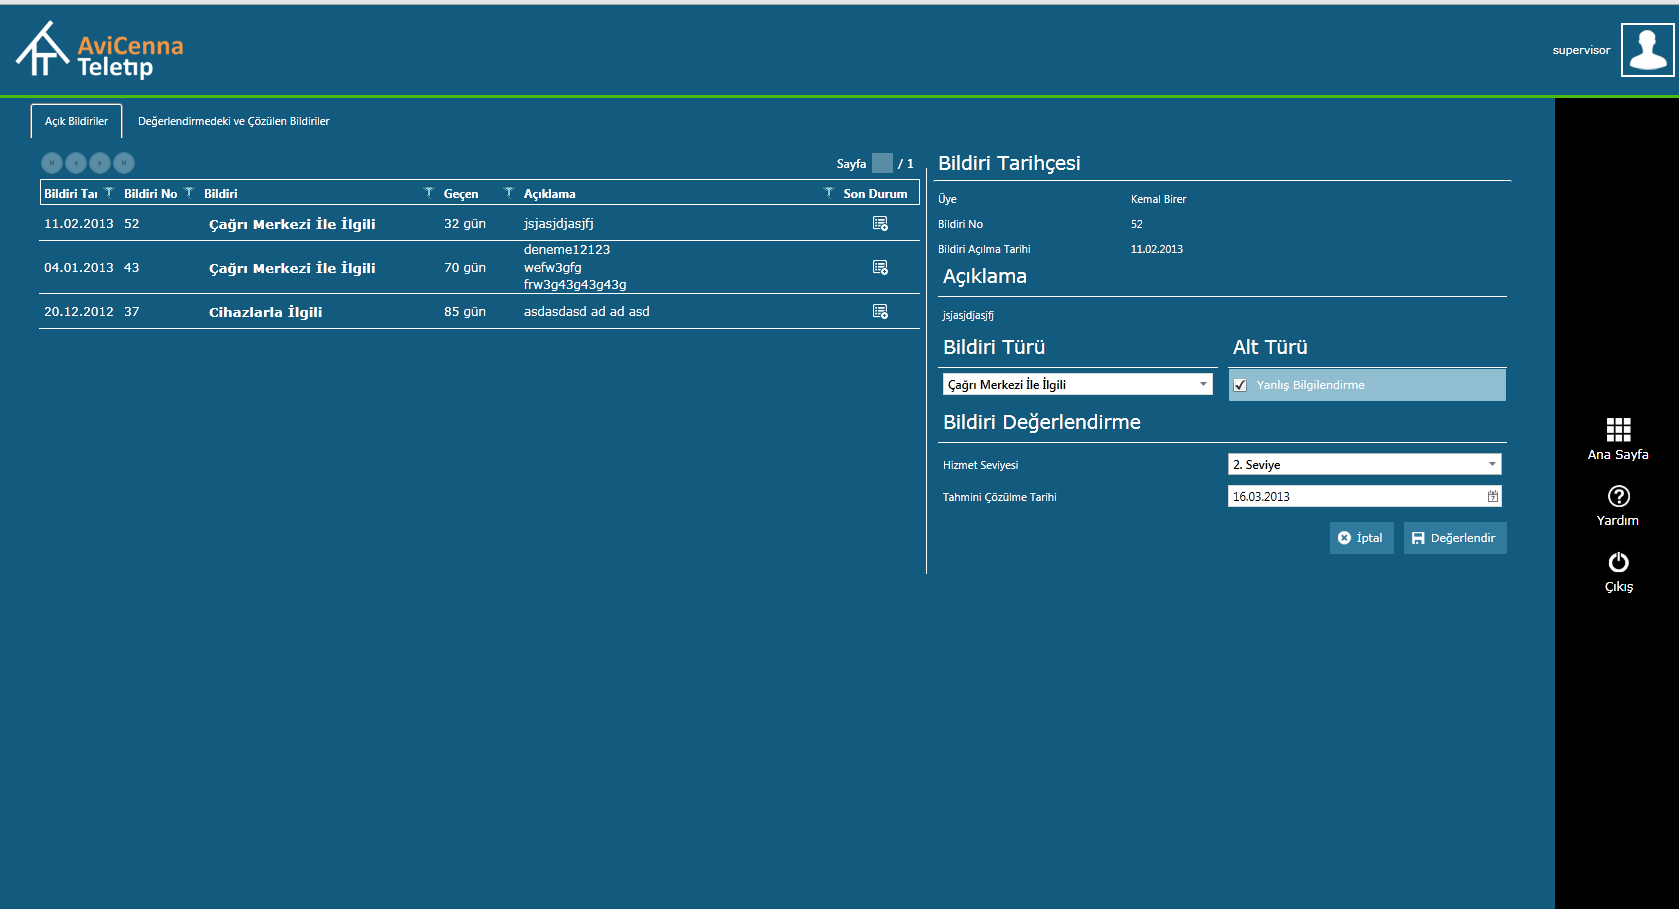 AviCenna
Teletıp
supervisor
Açık Bildiriler
Değerlendirmedeki ve Çözülen Bildiriler
Sayfa / 1
Bildiri Taı Bildiri No Bildiri Geçen Açıklama Son Durum
11.02.2013 52 Çağrı Merkezi İle İlgili 32 gün jsjasjdjasjfj
04.01.2013 43 Çağrı Merkezi İle İlgili 70 gün deneme12123
wefw3gfg
frw3g43g43g43g
20.12.2012 37 Cihazlarla İlgili 85 gün asdasdasd ad ad asd
Bildiri Tarihçesi
Üye Kemal Birer
Bildiri No 52
Bildiri Açılma Tarihi 11.02.2013
Açıklama
jsjasjdjasjfj
Bildiri Türü Alt Türü
Çağrı Merkezi İle İlgili Yanlış Bilgilendirme
Bildiri Değerlendirme
Hizmet Seviyesi 2. Seviye
Tahmini Çözülme Tarihi 16.03.2013
İptal Değerlendir
Ana Sayfa
Yardım
Çıkış